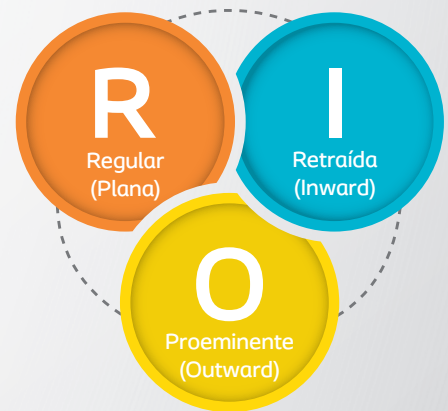 R
Regular
(Plana)
I
Retraída
(Inward)
O
Proeminente
(Outward)